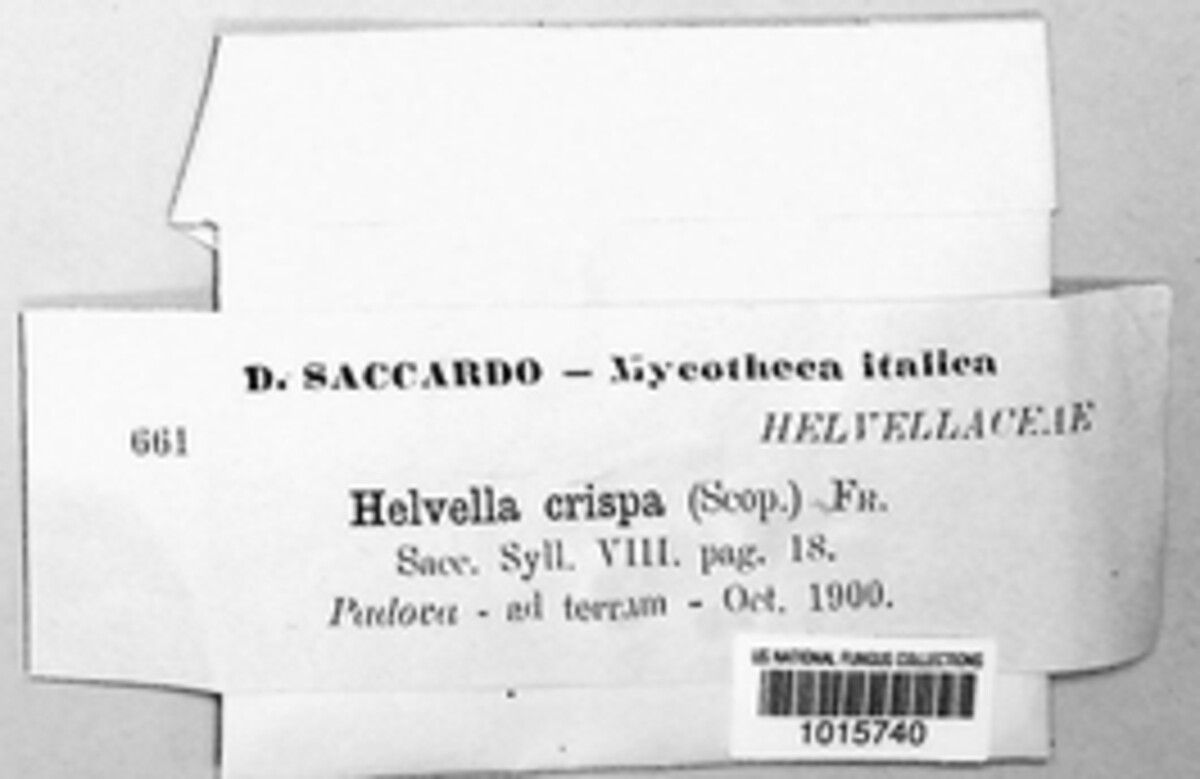 D. SACCARDO — Mycotheca italica
661
HELVELLACEAE
Helvella crispa (Scop.) FR.
Sacc. Syll. VIII. pag. 18.
Padova - ad terram - Oct. 1900.
US NATIONAL FUNGUS COLLECTIONS
1015740